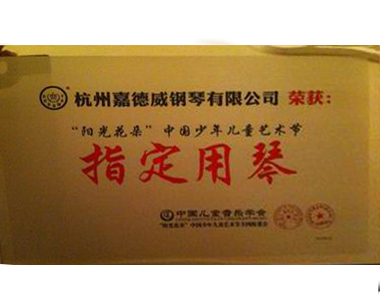 杭州嘉德威钢琴有限公司 荣获:
“阳光花朵”中国少年儿童艺术节
指定用琴
中国儿童音乐学会